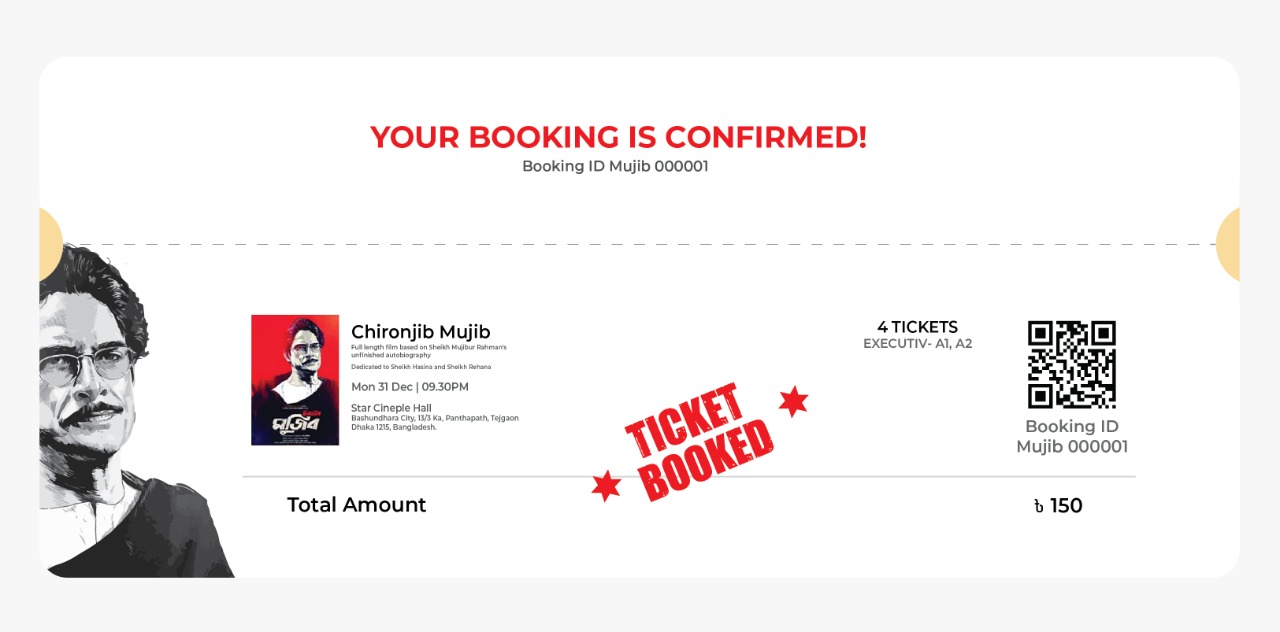 YOUR BOOKING IS CONFIRMED!
Booking ID Mujib 000001
Chironjib Mujib
Full length film based on Sheikh Mujibur Rahman's
unfinished autobiography
Dedicated to Sheikh Hasina and Sheikh Rehana
Mon 31 Dec | 09.30PM
Star Cineple Hall
Bashundhara City, 13/3 Ka, Panthapath, Tejgaon
Dhaka 1215, Bangladesh.
মুজিব
4 TICKETS
EXECUTIV- A1, A2
Booking ID
Mujib 000001
TICKET
BOOKED
Total Amount
৳ 150